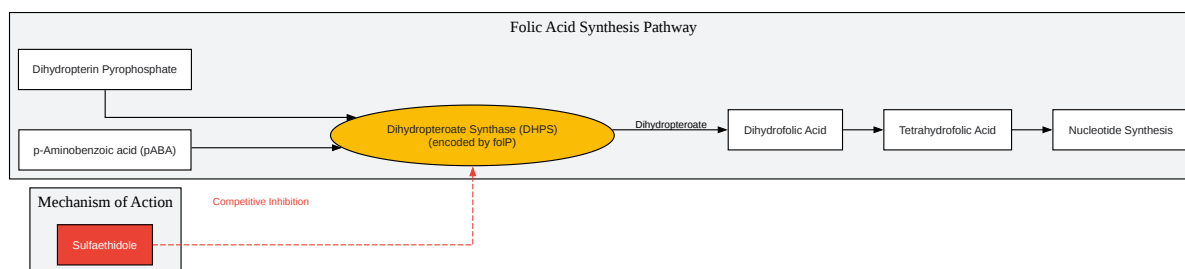 Folic Acid Synthesis Pathway
Dihydropterin Pyrophosphate
p-Aminobenzoic acid (pABA)
Dihydropteroate Synthase (DHPS)
(encoded by folP)
Dihydropteroate
Dihydrofolic Acid
Tetrahydrofolic Acid
Nucleotide Synthesis
Mechanism of Action
Competitive Inhibition
Sulfaethidole